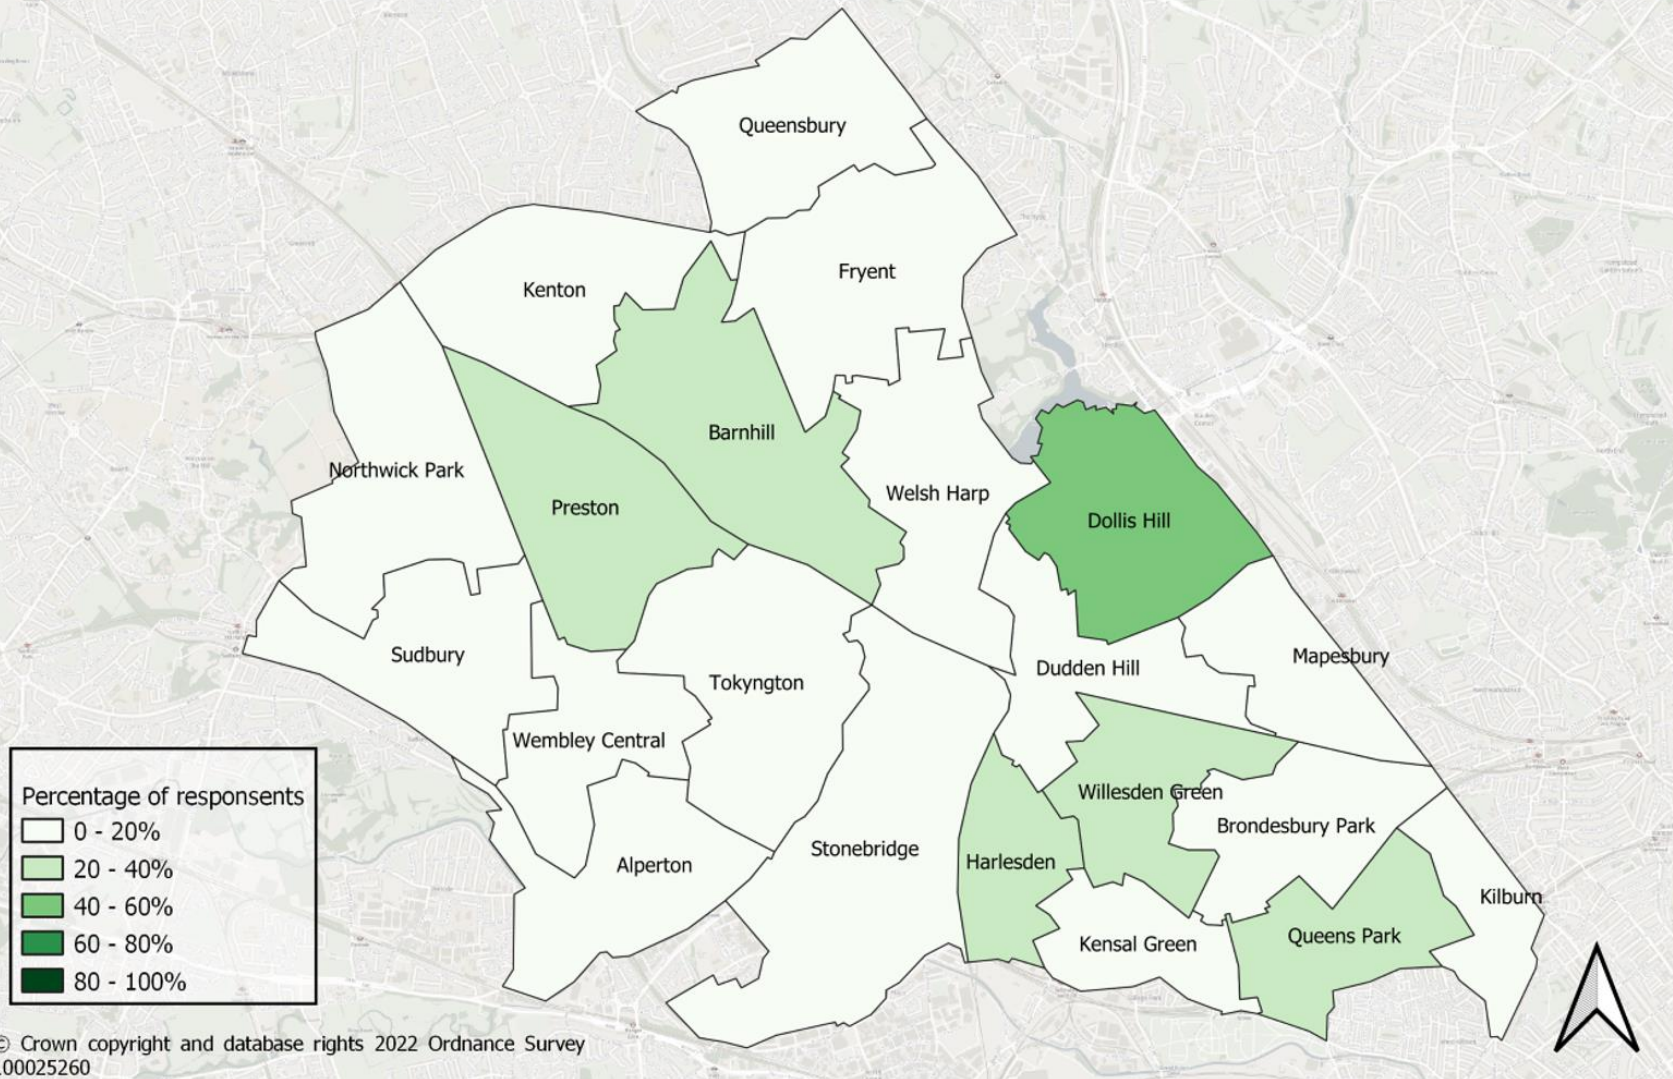 Queensbury
Kenton
Fryent
Barnhill
Northwick Park
Preston
Welsh Harp
Dollis Hill
Sudbury
Tokyngton
Dudden Hill
Mapesbury
Wembley Central
Willesden Green
Brondesbury Park
Stonebridge
Alperton
Harlesden
Kilburn
Kensal Green
Queens Park
Percentage of responsents
0 - 20%
20 - 40%
40 - 60%
60 - 80%
80 - 100%
© Crown copyright and database rights 2022 Ordnance Survey
100025260